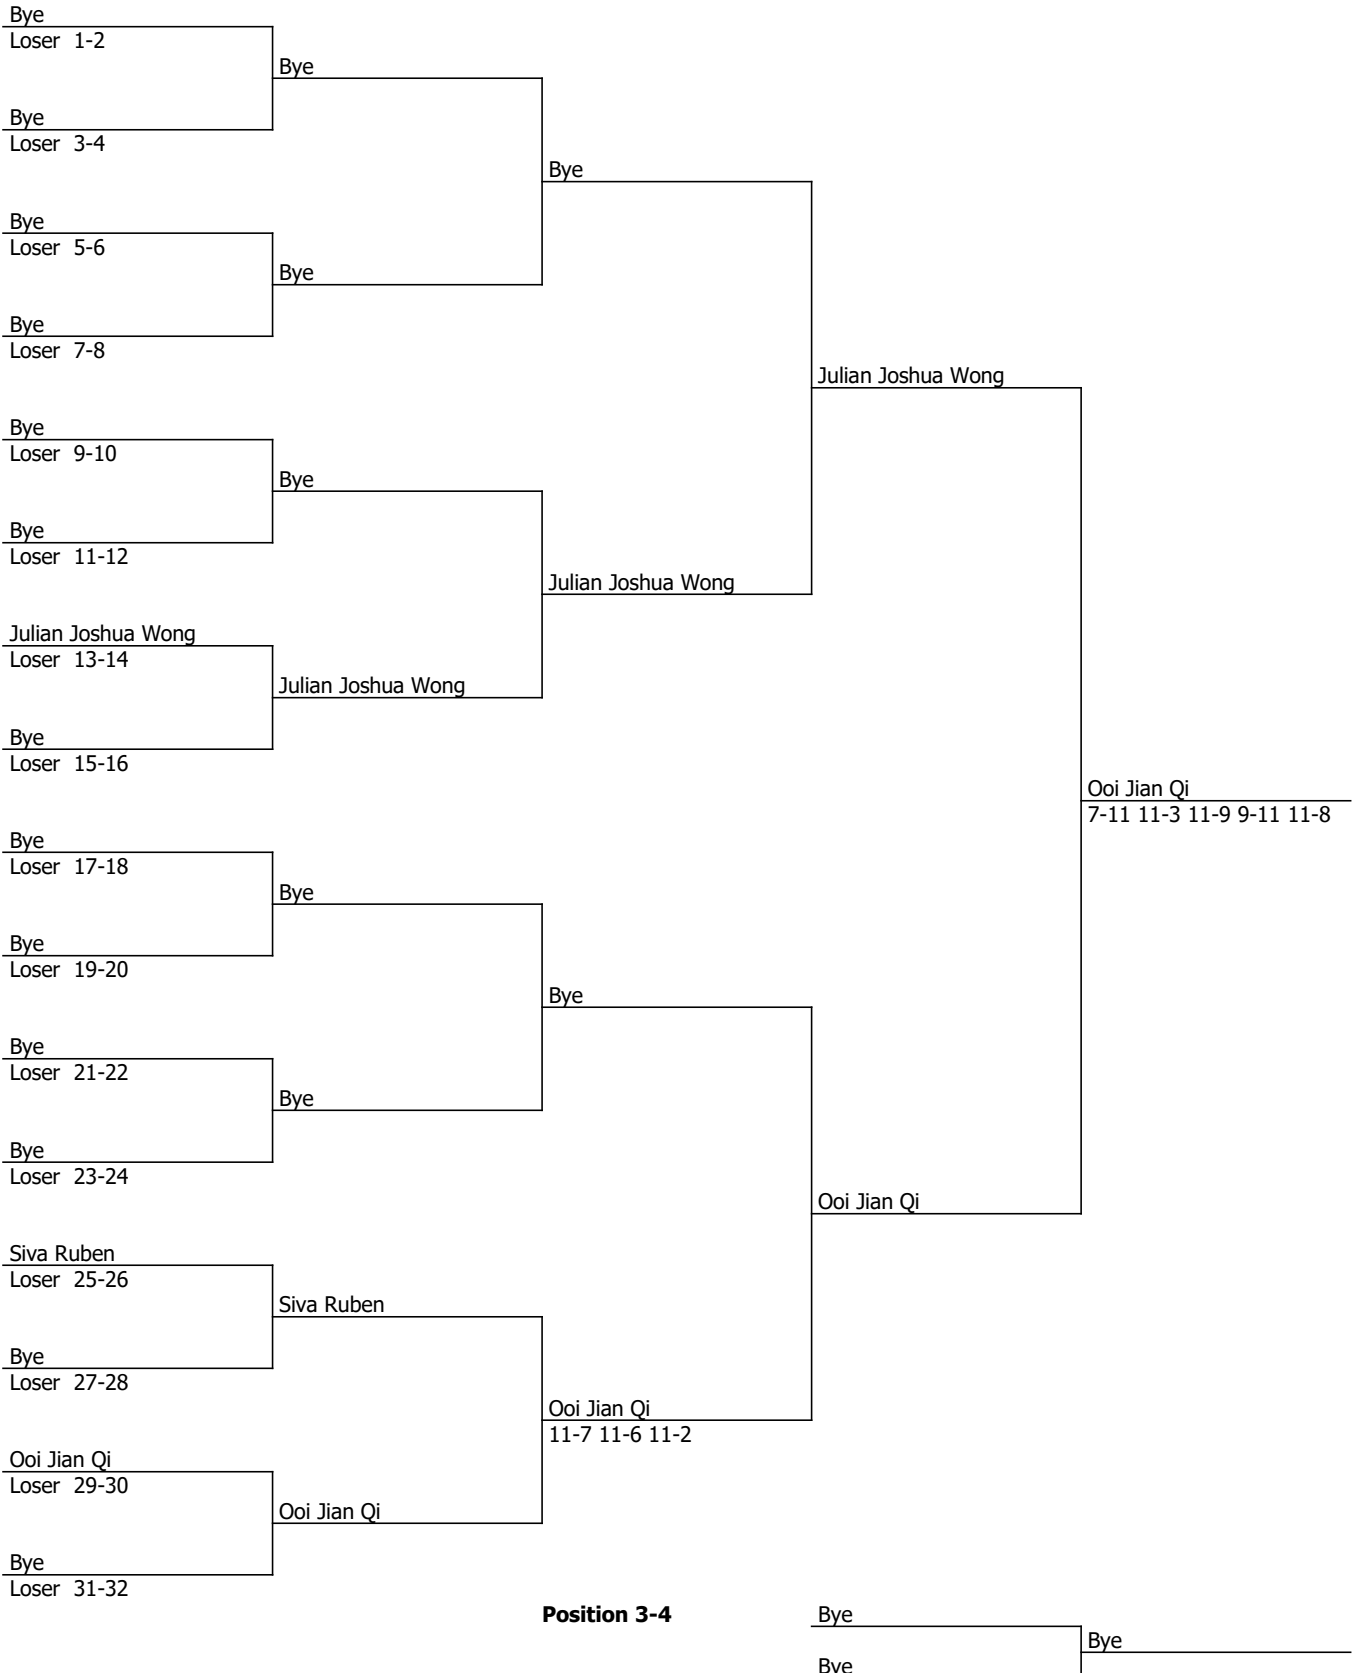 Bye
Loser 1-2
Bye
Bye
Loser 3-4
Bye
Bye
Loser 5-6
Bye
Bye
Loser 7-8
Julian Joshua Wong
Bye
Loser 9-10
Bye
Bye
Loser 11-12
Julian Joshua Wong
Julian Joshua Wong
Loser 13-14
Julian Joshua Wong
Bye
Loser 15-16
Ooi Jian Qi
7-11 11-3 11-9 9-11 11-8
Bye
Loser 17-18
Bye
Bye
Loser 19-20
Bye
Bye
Loser 21-22
Bye
Bye
Loser 23-24
Ooi Jian Qi
Siva Ruben
Loser 25-26
Siva Ruben
Bye
Loser 27-28
Ooi Jian Qi
11-7 11-6 11-2
Ooi Jian Qi
Loser 29-30
Ooi Jian Qi
Bye
Loser 31-32
Position 3-4
Bye
Bye
Bye